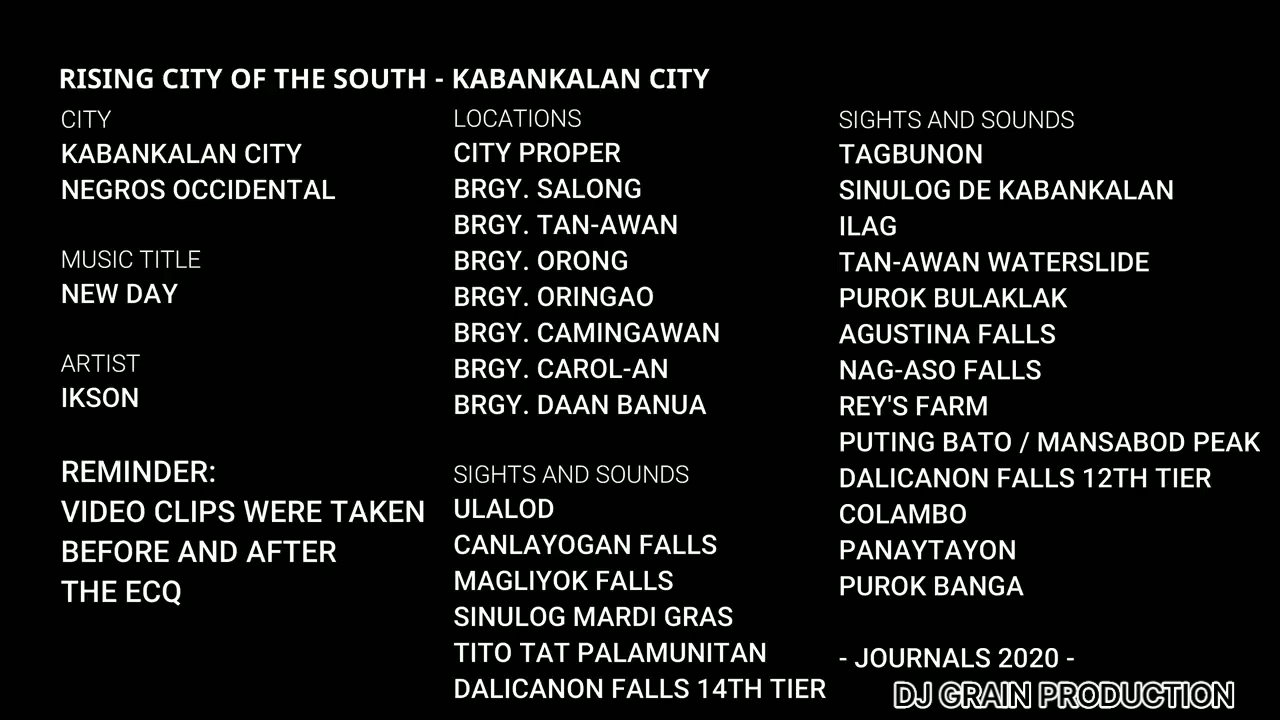 RISING CITY OF THE SOUTH - KABANKALAN CITY
CITY
KABANKALAN CITY
NEGROS OCCIDENTAL
MUSIC TITLE
NEW DAY
ARTIST
IKSON
REMINDER:
VIDEO CLIPS WERE TAKEN
BEFORE AND AFTER
THE ECQ
LOCATIONS
CITY PROPER
BRGY. SALONG
BRGY. TAN-AWAN
BRGY. ORONG
BRGY. ORINGAO
BRGY. CAMINGAWAN
BRGY. CAROL-AN
BRGY. DAAN BANUA
SIGHTS AND SOUNDS
ULALOD
CANLAYOGAN FALLS
MAGLIYOK FALLS
SINULOG MARDI GRAS
TITO TAT PALAMUNITAN
DALICANON FALLS 14TH TIER
SIGHTS AND SOUNDS
TAGBUNON
SINULOG DE KABANKALAN
ILAG
TAN-AWAN WATERSLIDE
PUROK BULAKLAK
AGUSTINA FALLS
NAG-ASO FALLS
REY'S FARM
PUTING BATO / MANSABOD PEAK
DALICANON FALLS 12TH TIER
COLAMBO
PANAYTAYON
PUROK BANGA
- JOURNALS 2020 -
DJ GRAIN PRODUCTION